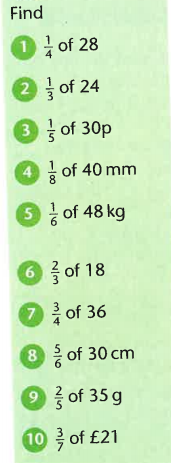 Find
1 1/4 of 28
2 1/3 of 24
3 1/5 of 30p
4 1/8 of 40 mm
5 1/6 of 48 kg
6 2/3 of 18
7 3/4 of 36
8 5/6 of 30 cm
9 2/5 of 35 g
10 3/7 of £21